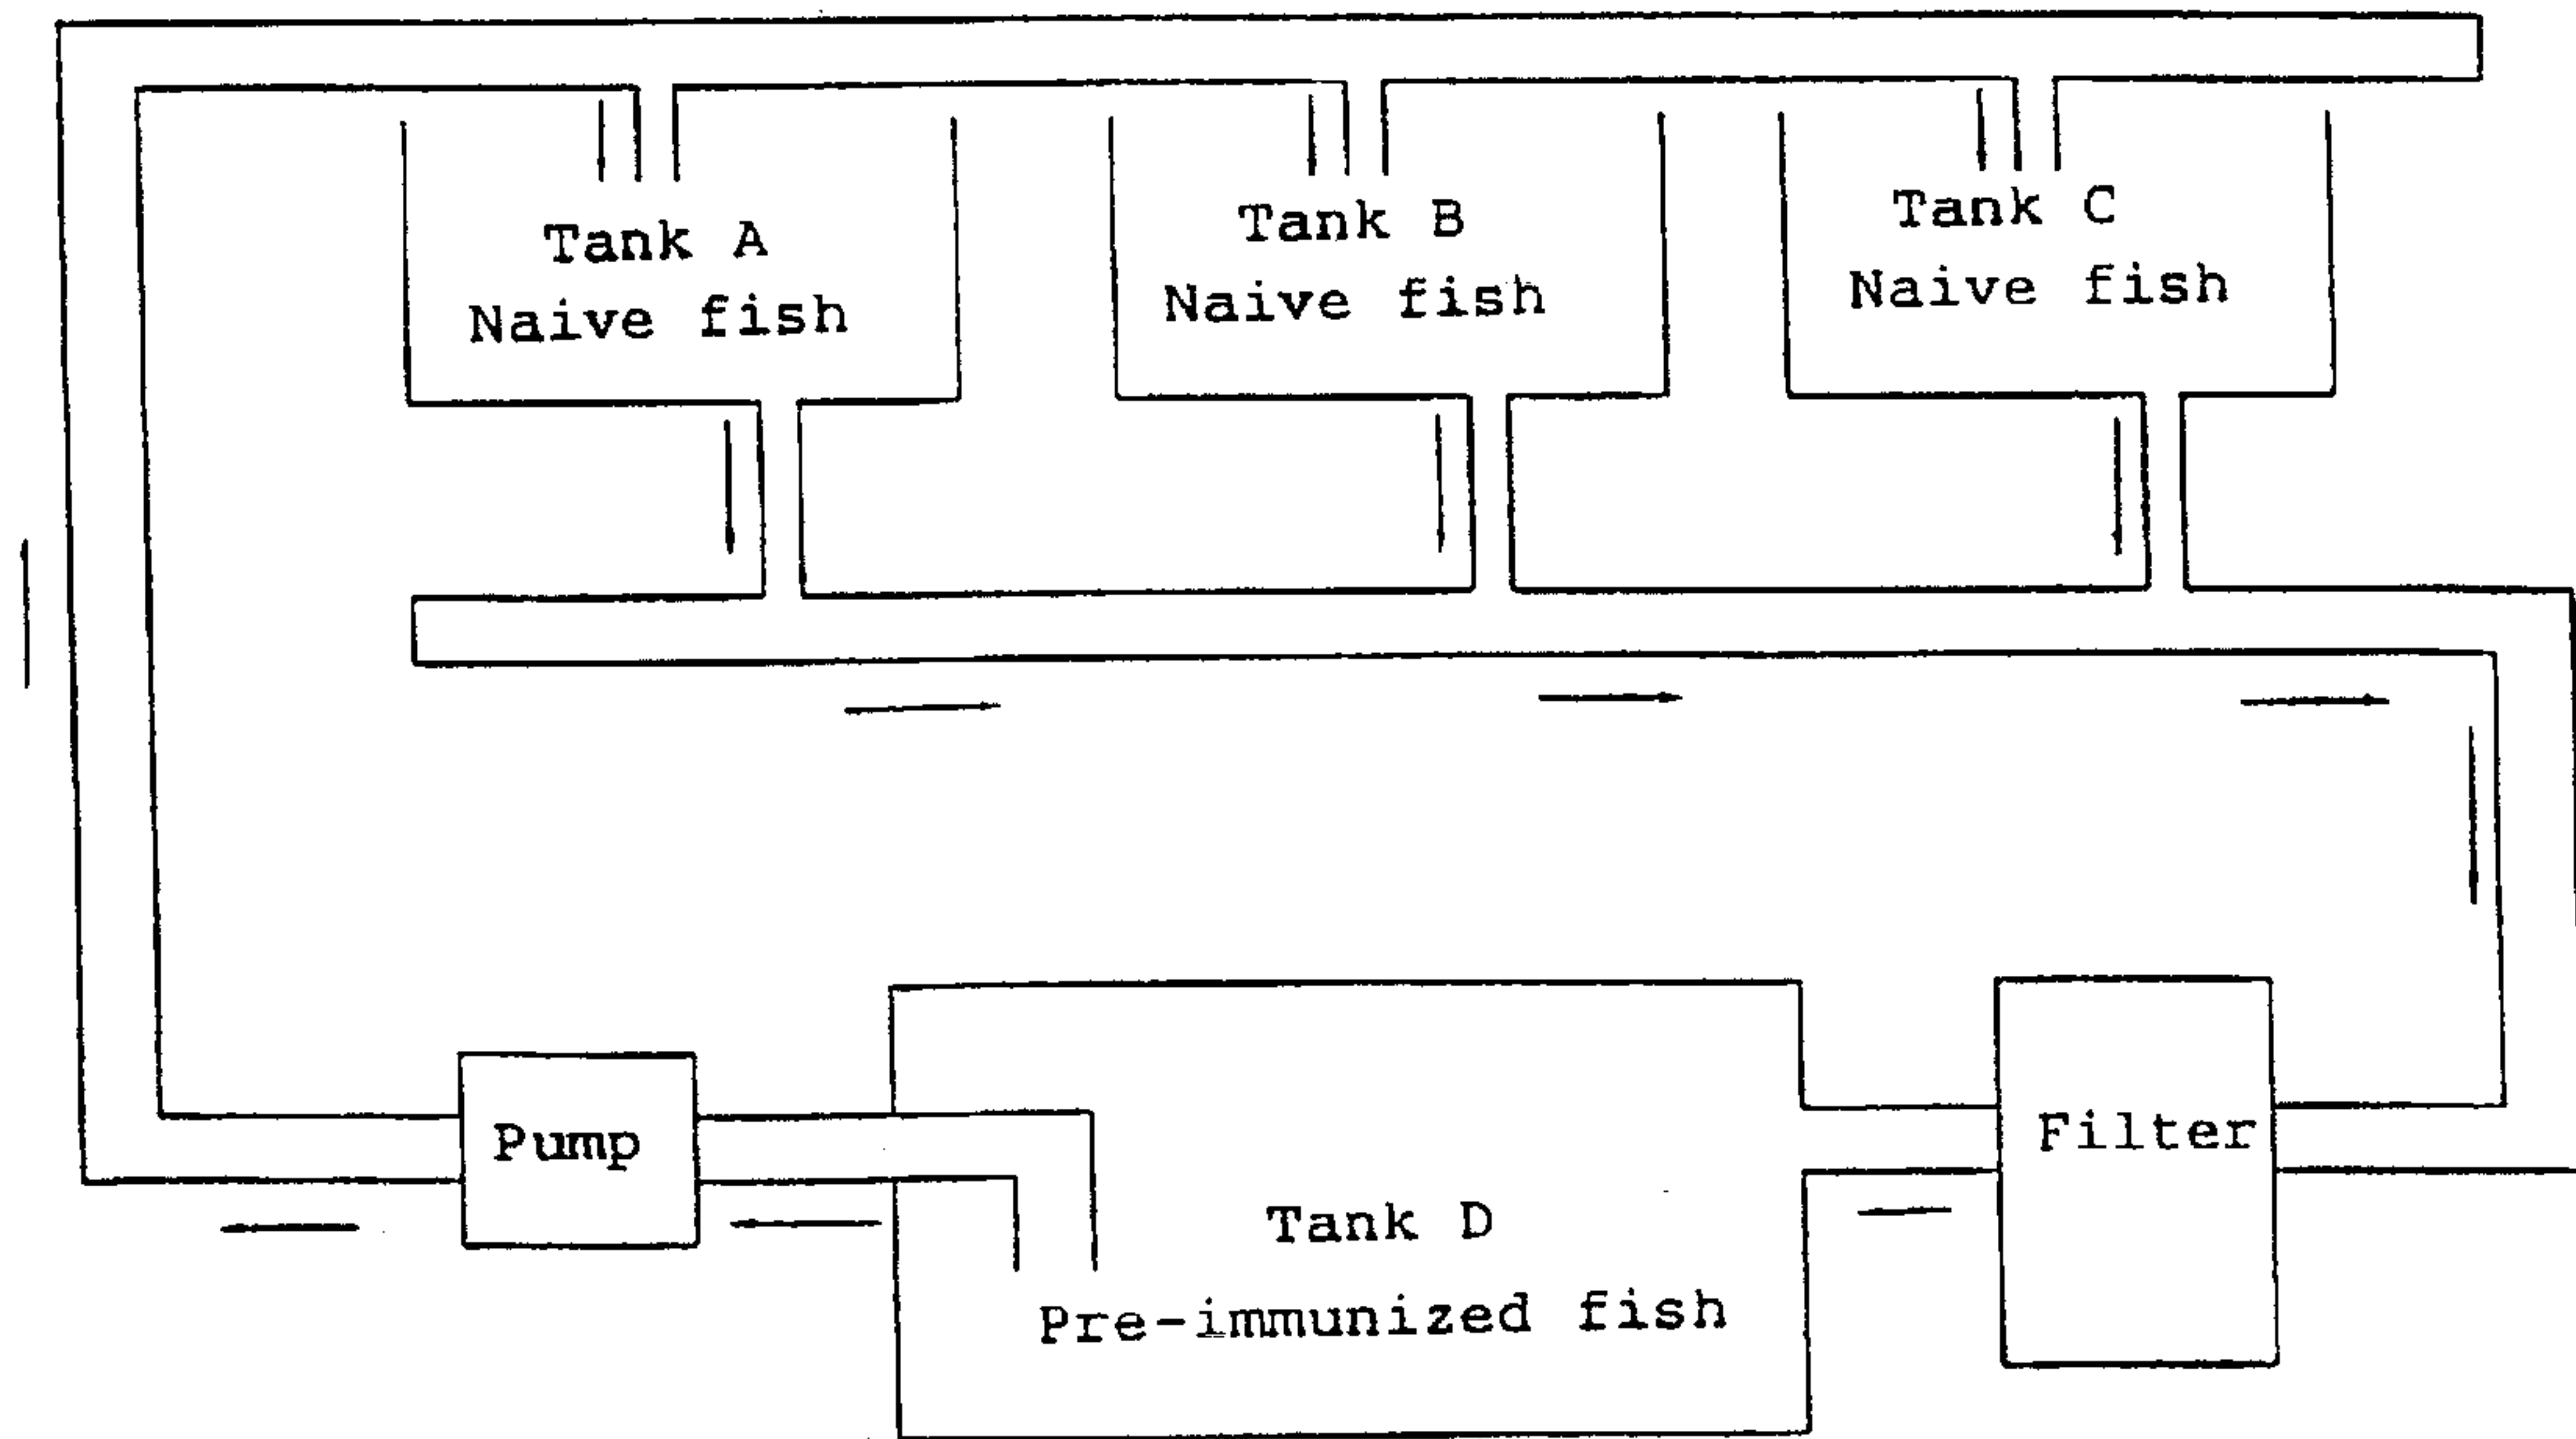 Tank A
Naive fish
Tank B
Naive fish
Tank C
Naive fish
Pump
Tank D
Pre-immunized fish
Filter